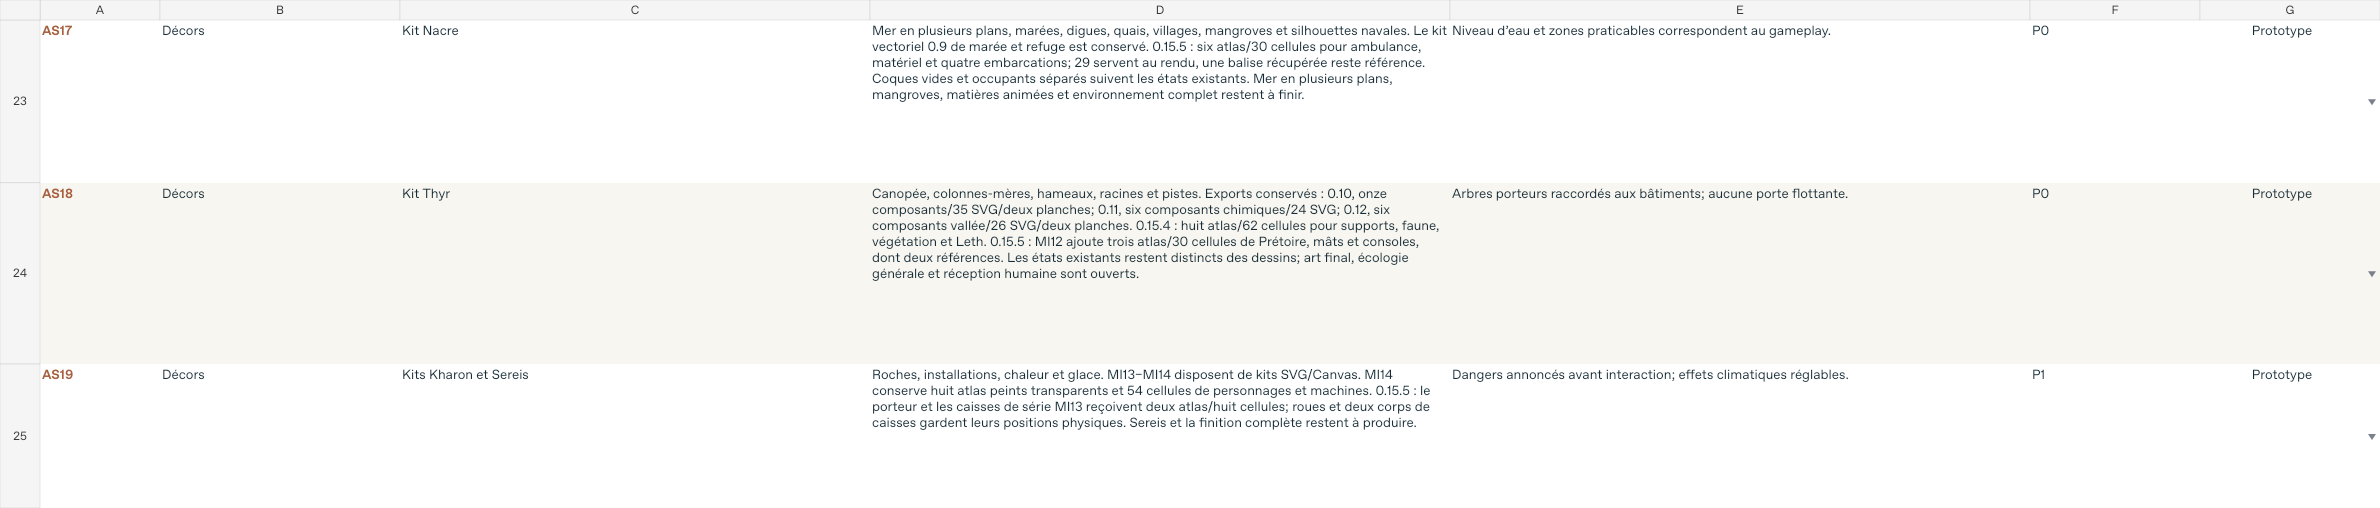 A B C D E F G
23
AS17 Décors Kit Nacre
Mer en plusieurs plans, marées, digues, quais, villages, mangroves et silhouettes navales. Le kit
vectoriel 0.9 de marée et refuge est conservé. 0.15.5 : six atlas/30 cellules pour ambulance,
matériel et quatre embarcations; 29 servent au rendu, une balise récupérée reste référence.
Coques vides et occupants séparés suivent les états existants. Mer en plusieurs plans,
mangroves, matières animées et environnement complet restent à finir.
Niveau d’eau et zones praticables correspondent au gameplay.
P0 Prototype
24
AS18 Décors Kit Thyr
Canopée, colonnes-mères, hameaux, racines et pistes. Exports conservés : 0.10, onze
composants/35 SVG/deux planches; 0.11, six composants chimiques/24 SVG; 0.12, six
composants vallée/26 SVG/deux planches. 0.15.4 : huit atlas/62 cellules pour supports, faune,
végétation et Leth. 0.15.5 : MI12 ajoute trois atlas/30 cellules de Prétoire, mâts et consoles,
dont deux références. Les états existants restent distincts des dessins; art final, écologie
générale et réception humaine sont ouverts.
Arbres porteurs raccordés aux bâtiments; aucune porte flottante.
P0 Prototype
25
AS19 Décors Kits Kharon et Sereis
Roches, installations, chaleur et glace. MI13–MI14 disposent de kits SVG/Canvas. MI14
conserve huit atlas peints transparents et 54 cellules de personnages et machines. 0.15.5 : le
porteur et les caisses de série MI13 reçoivent deux atlas/huit cellules; roues et deux corps de
caisses gardent leurs positions physiques. Sereis et la finition complète restent à produire.
Dangers annoncés avant interaction; effets climatiques réglables.
P1 Prototype